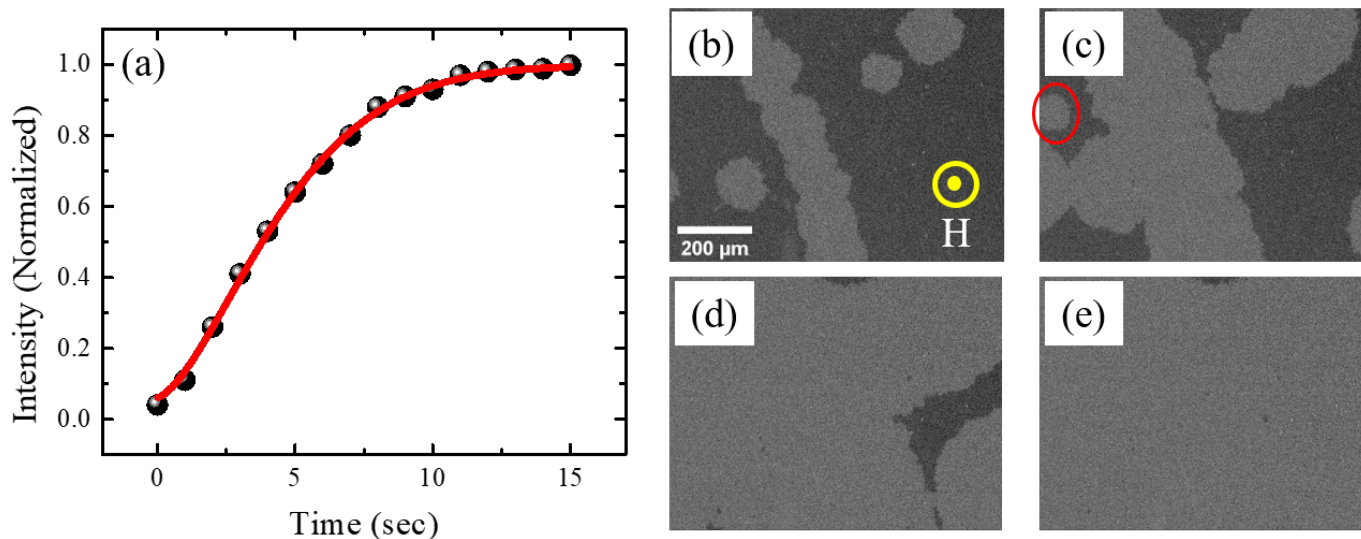 (a)
Intensity (Normalized)
1.0
0.8
0.6
0.4
0.2
0.0
0
5
10
15
Time (sec)
(b)
H
200 μm
(c)
(d)
(e)